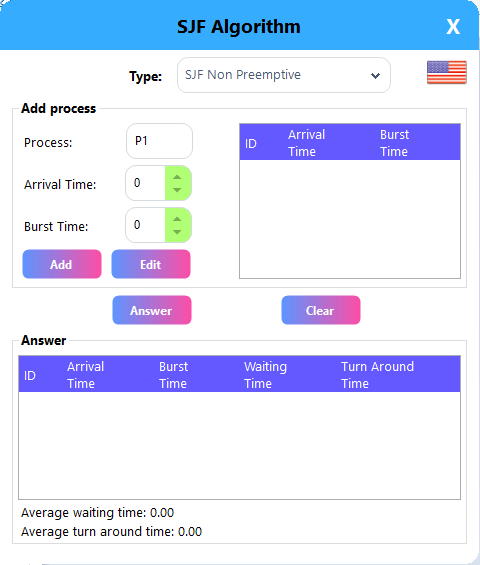 SJF Algorithm X
Type: SJF Non Preemptive
Add process
Process: P1
Arrival Time: 0
Burst Time: 0
Add Edit
ID Arrival Time Burst Time
Answer Clear
Answer
ID Arrival Time Burst Time Waiting Time Turn Around Time
Average waiting time: 0.00
Average turn around time: 0.00